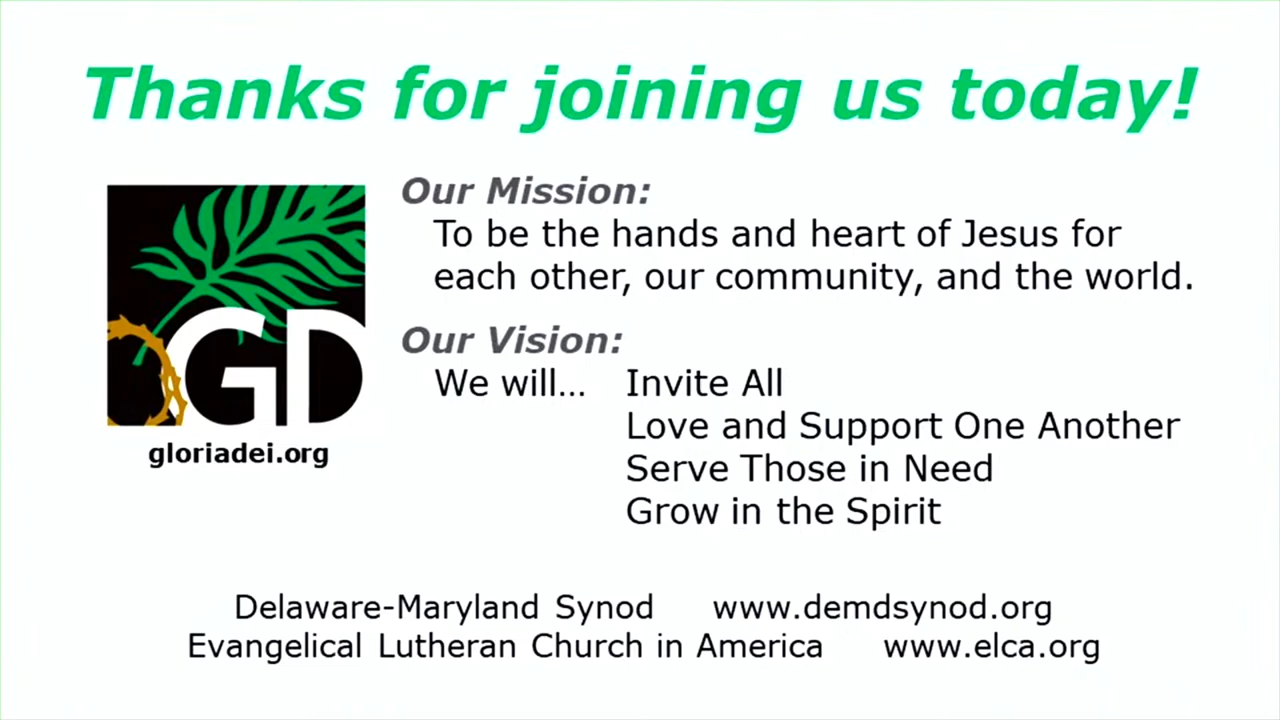 Thanks for joining us today!
Our Mission:
To be the hands and heart of Jesus for
each other, our community, and the world.
Our Vision:
We will... Invite All
Love and Support One Another
Serve Those in Need
Grow in the Spirit
GD
gloriadei.org
Delaware-Maryland Synod www.demdsynod.org
Evangelical Lutheran Church in America www.elca.org